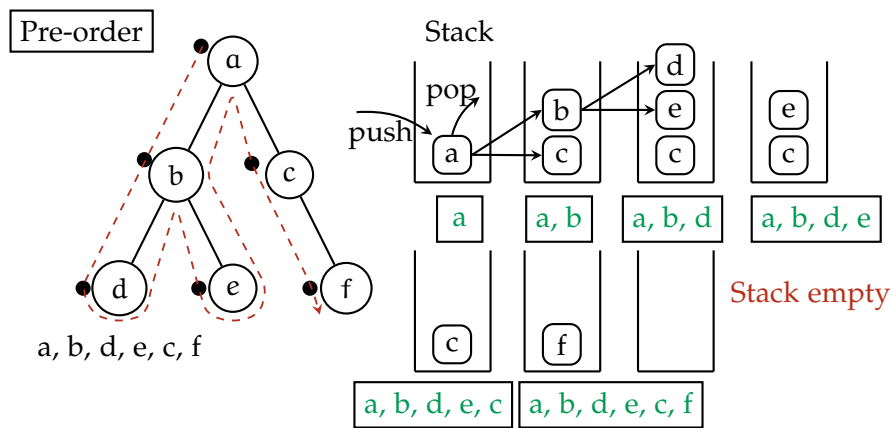 Pre-order
a
b
c
d
e
f
a, b, d, e, c, f
Stack
push
pop
a
b
c
d
e
c
e
c
a
a, b
a, b, d
a, b, d, e
c
f
Stack empty
a, b, d, e, c
a, b, d, e, c, f